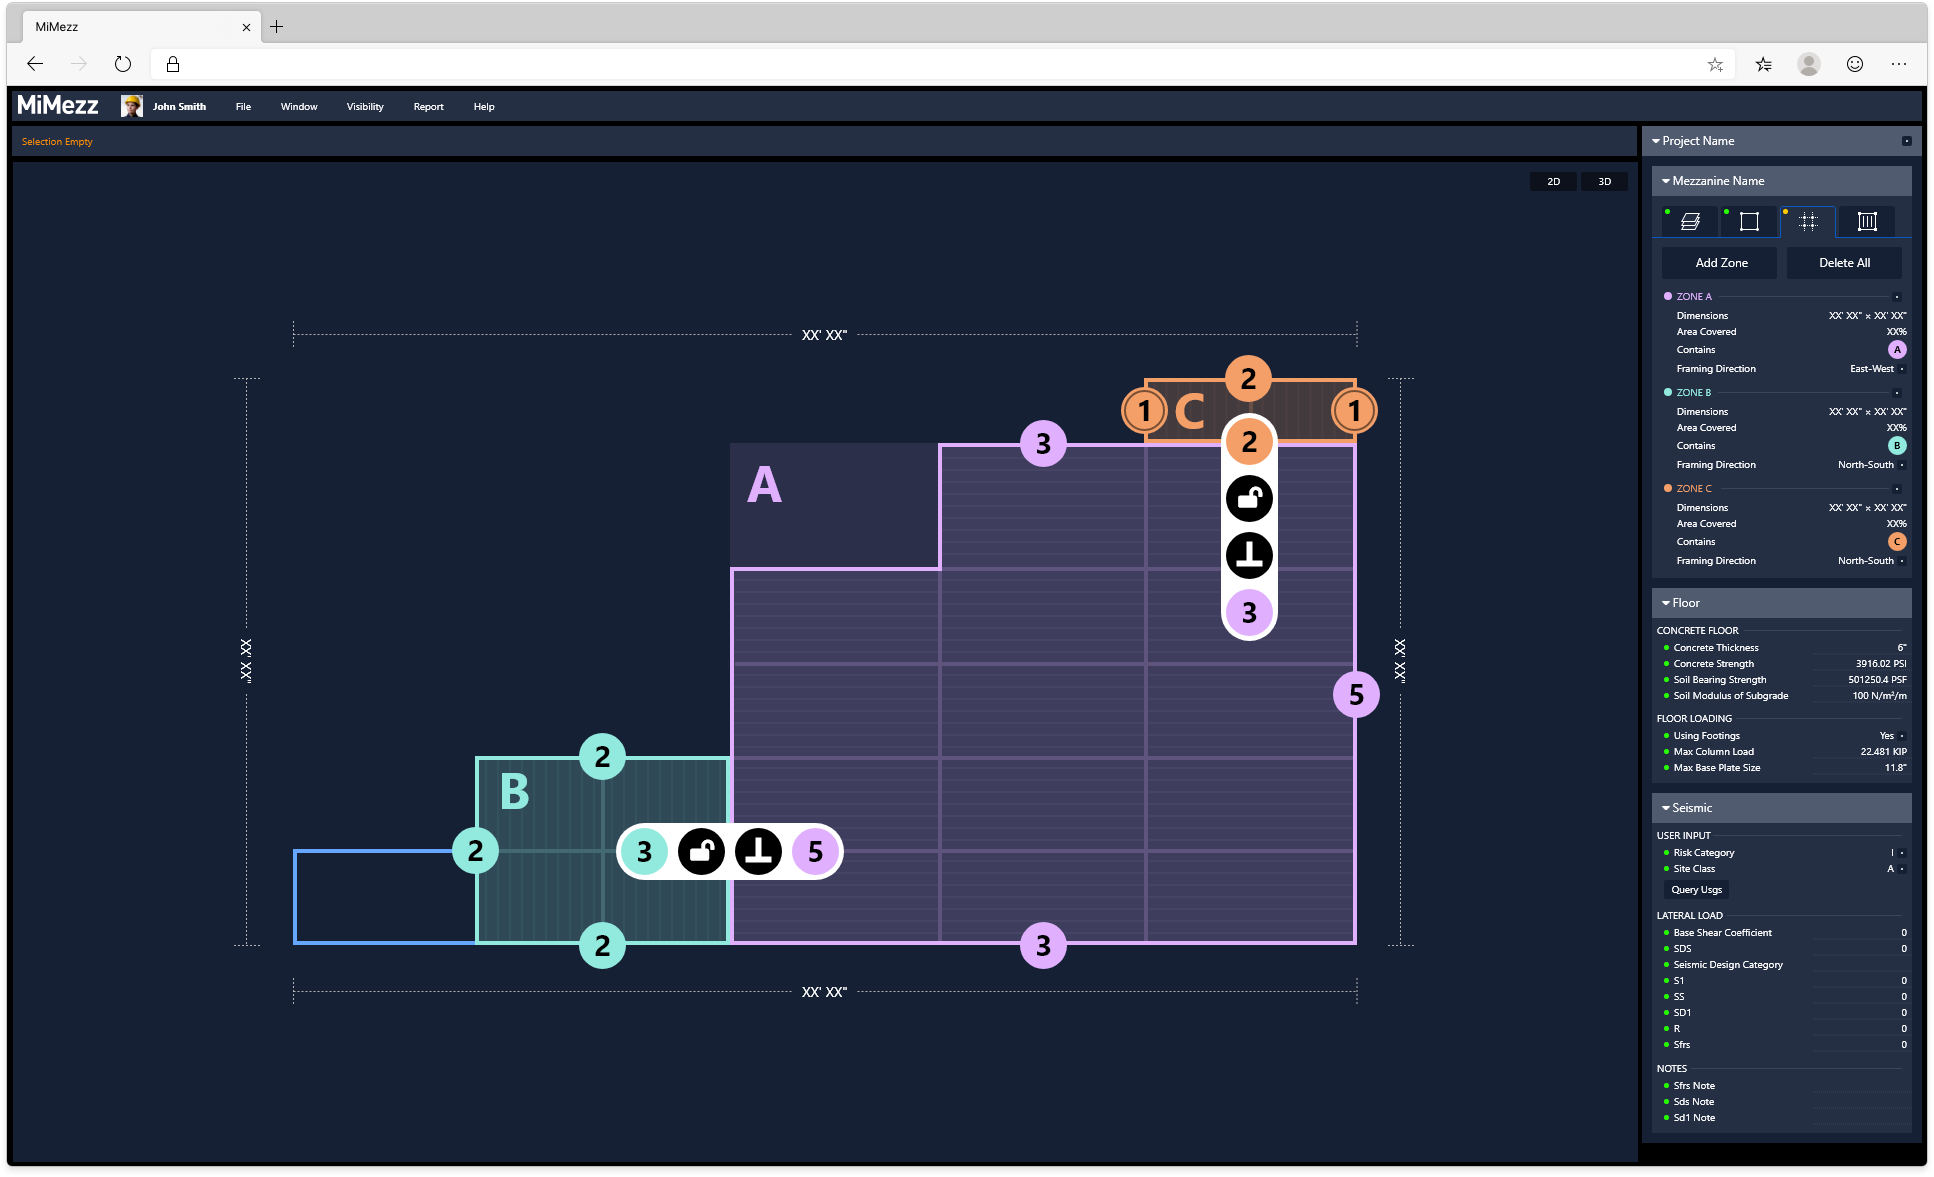 MiMezz
MiMezz John Smith File Window Visibility Report Help
Selection Empty
2D 3D
XX' XX"
2
1 C 1
3 2
A
3
XX' XX"
XX' XX"
5
2
B
2 3 5
2 3
XX' XX"
Project Name
Mezzanine Name
Add Zone Delete All
ZONE A
Dimensions XX' XX" × XX' XX"
Area Covered XX%
Contains A
Framing Direction East-West
ZONE B
Dimensions XX' XX" × XX' XX"
Area Covered XX%
Contains B
Framing Direction North-South
ZONE C
Dimensions XX' XX" × XX' XX"
Area Covered XX%
Contains C
Framing Direction North-South
Floor
CONCRETE FLOOR
Concrete Thickness 6"
Concrete Strength 3916.02 PSI
Soil Bearing Strength 501250.4 PSF
Soil Modulus of Subgrade 100 N/m²/m
FLOOR LOADING
Using Footings Yes
Max Column Load 22.481 KIP
Max Base Plate Size 11.8"
Seismic
USER INPUT
Risk Category I
Site Class A
Query Usgs
LATERAL LOAD
Base Shear Coefficient 0
SDS 0
Seismic Design Category
S1 0
SS 0
SD1 0
R 0
Sfrs 0
NOTES
Sfrs Note
Sds Note
Sd1 Note